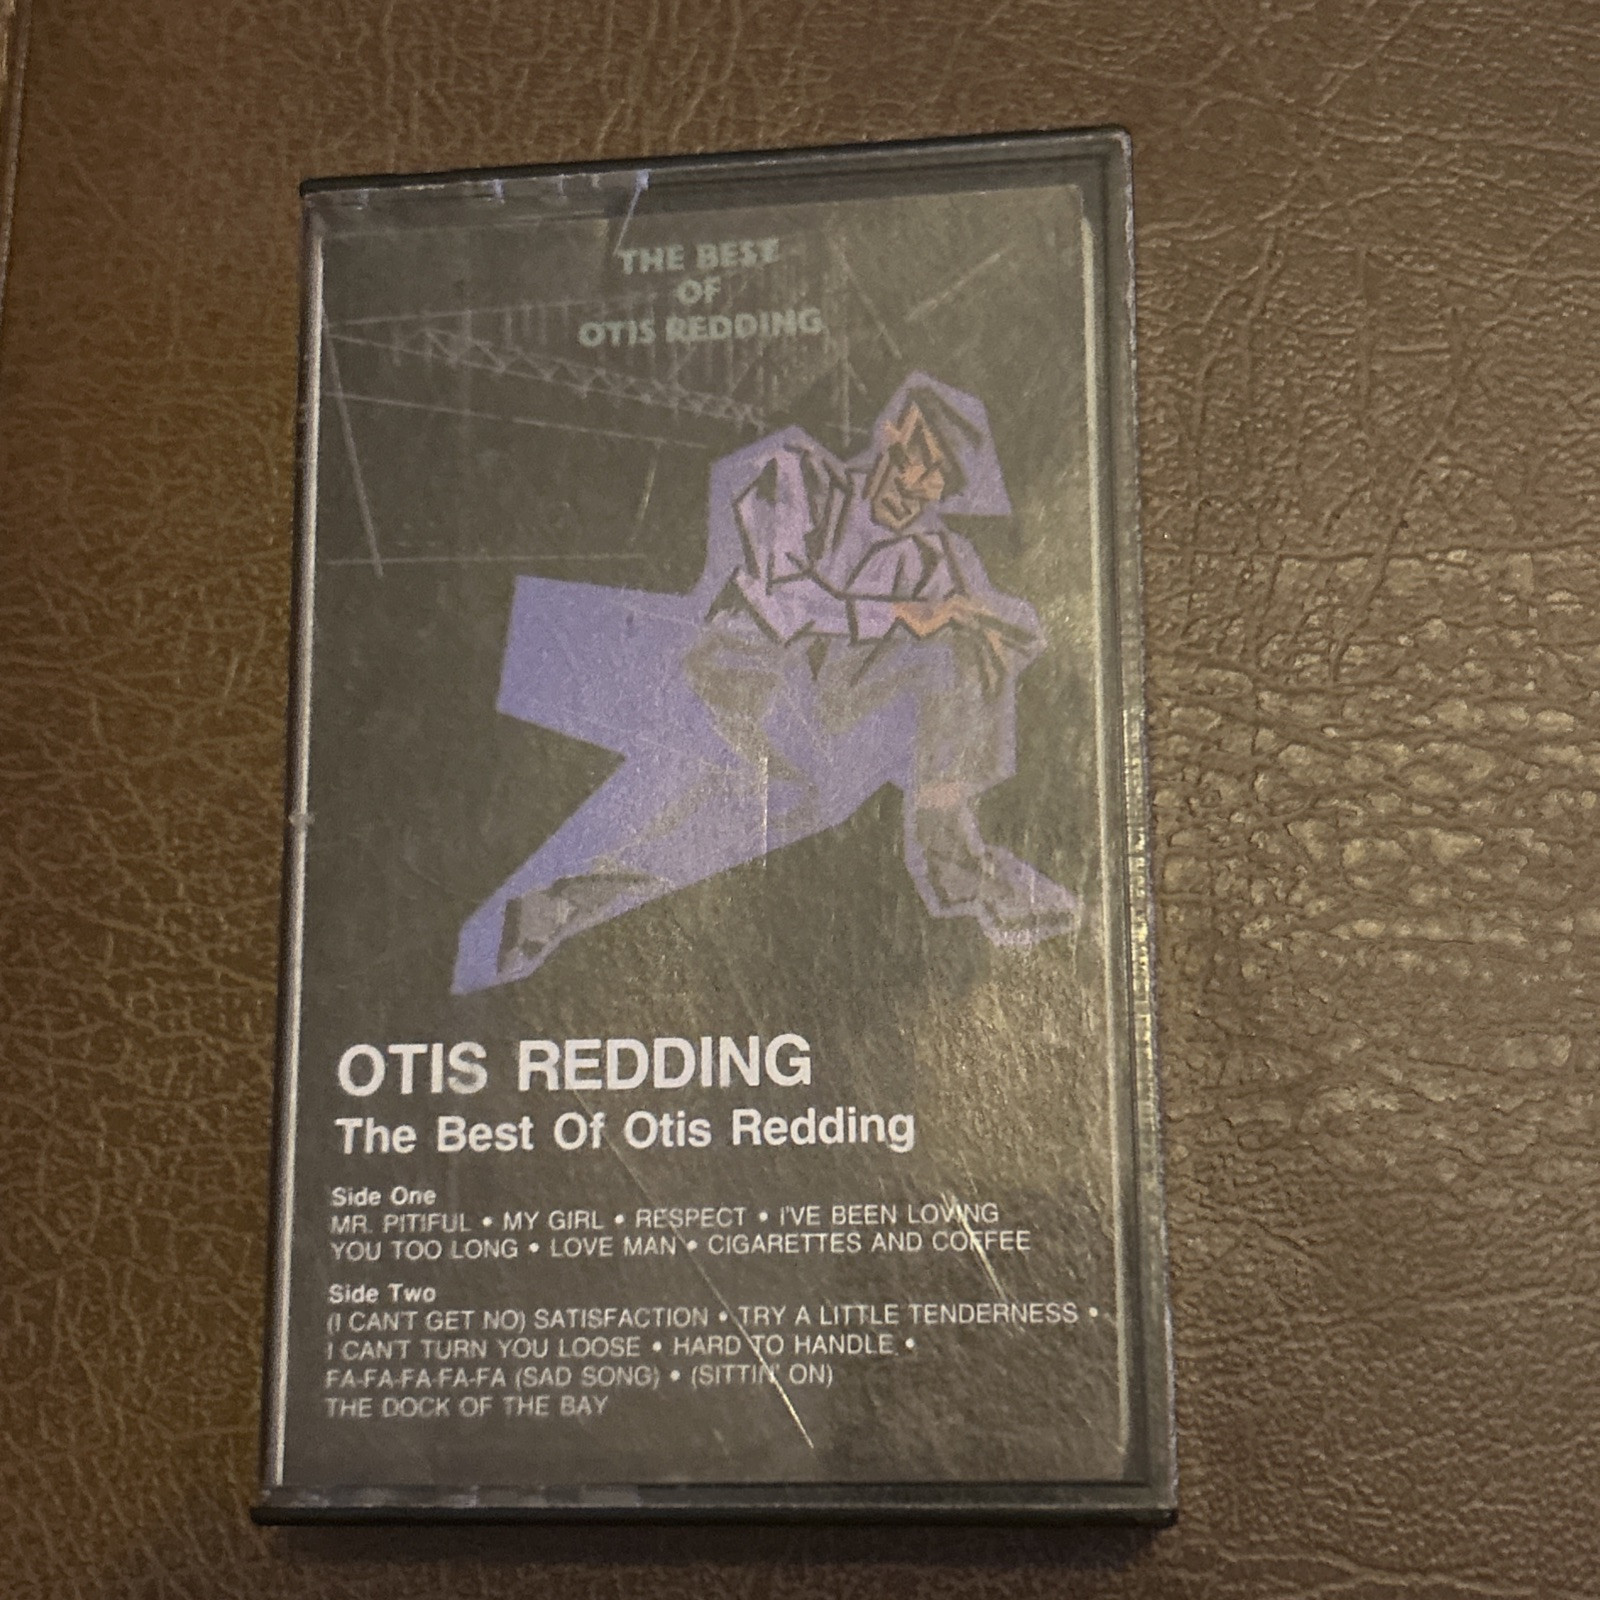 THE BEST
OF
OTIS REDDING
OTIS REDDING
The Best Of Otis Redding
Side One
MR. PITIFUL • MY GIRL • RESPECT • I'VE BEEN LOVING
YOU TOO LONG • LOVE MAN • CIGARETTES AND COFFEE
Side Two
(I CAN'T GET NO) SATISFACTION • TRY A LITTLE TENDERNESS •
I CAN'T TURN YOU LOOSE • HARD TO HANDLE •
FA-FA-FA-FA-FA (SAD SONG) • (SITTIN' ON)
THE DOCK OF THE BAY